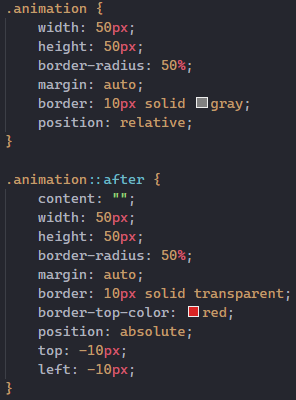 .animation {
    width: 50px;
    height: 50px;
    border-radius: 50%;
    margin: auto;
    border: 10px solid gray;
    position: relative;
}

.animation::after {
    content: "";
    width: 50px;
    height: 50px;
    border-radius: 50%;
    margin: auto;
    border: 10px solid transparent;
    border-top-color: red;
    position: absolute;
    top: -10px;
    left: -10px;
}